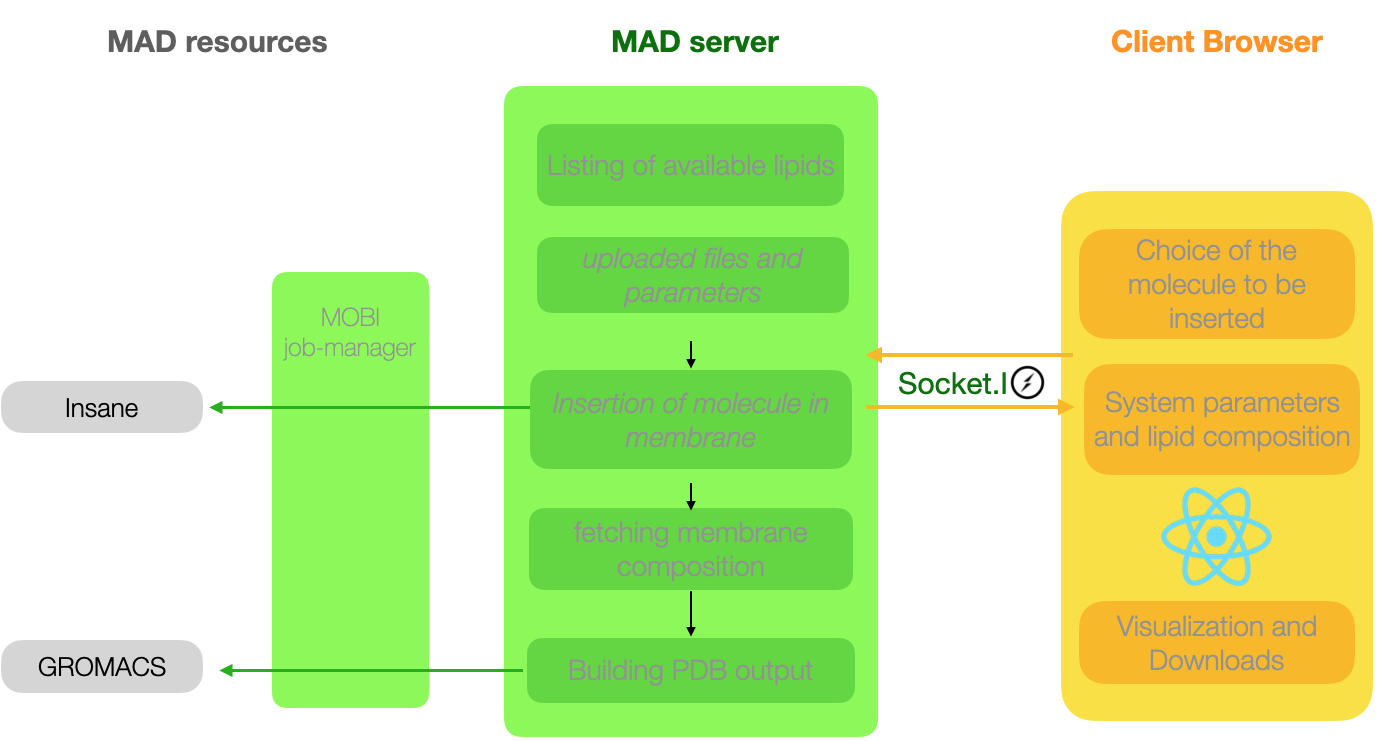 MAD resources
MAD server
Client Browser
Listing of available lipids
uploaded files and
parameters
Choice of the
molecule to be
inserted
MOBI
job-manager
Socket.I
Insane
Insertion of molecule in
membrane
System parameters
and lipid composition
fetching membrane
composition
Visualization and
Downloads
GROMACS
Building PDB output